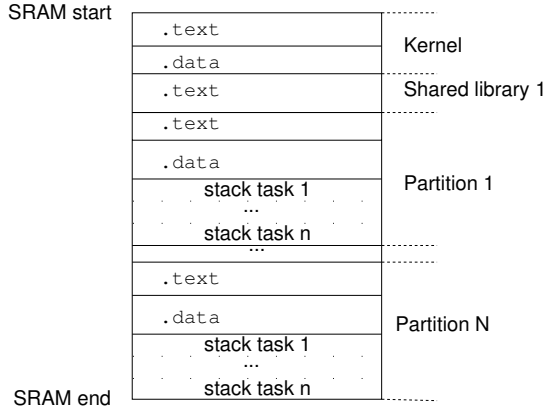 SRAM start
.text
Kernel
.data
.text
Shared library 1
.text
.data
Partition 1
stack task 1
...
stack task n
...
.text
.data
Partition N
stack task 1
...
stack task n
SRAM end